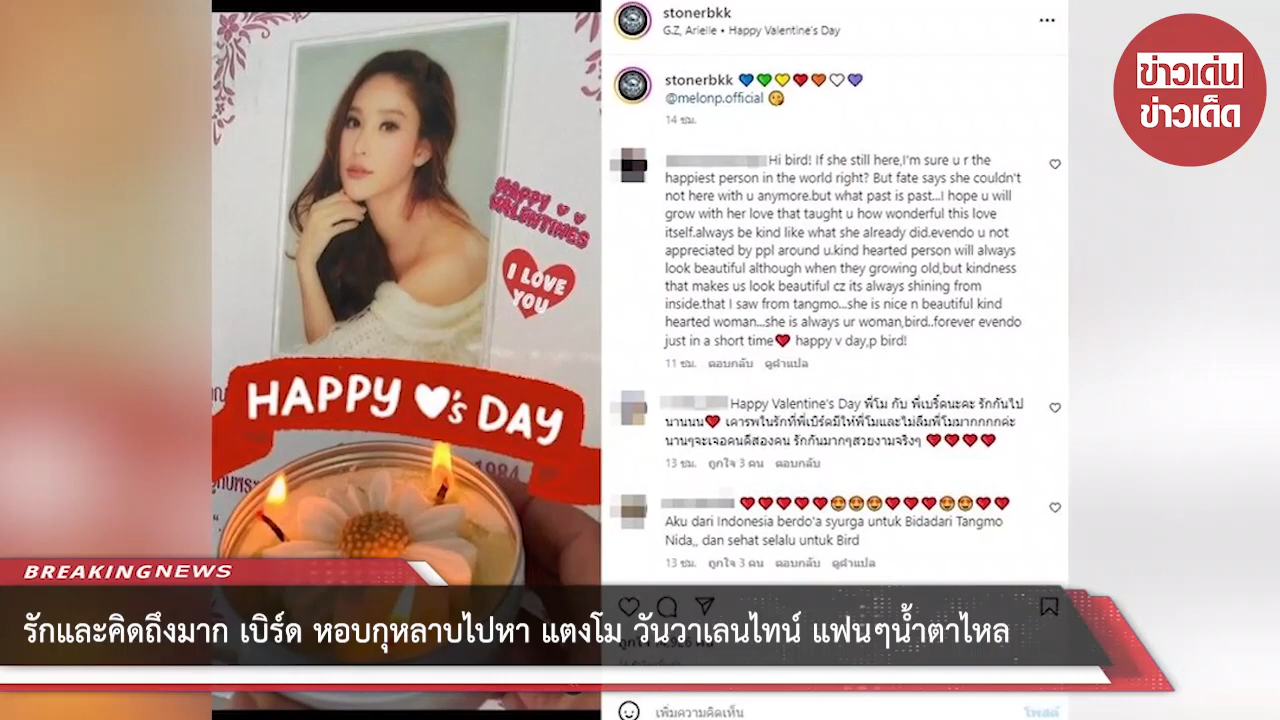 stonerbkk
G.Z, Arielle • Happy Valentine's Day
stonerbkk 💙💚💛❤️🧡🤍💜
@melonp.official 😘
14 ชม.
Hi bird! If she still here,I'm sure u r the
happiest person in the world right? But fate says she couldn't
not here with u anymore.but what past is past...I hope u will
grow with her love that taught u how wonderful this love
itself.always be kind like what she already did.evendo u not
appreciated by ppl around u.kind hearted person will always
look beautiful although when they growing old,but kindness
that makes us look beautiful cz its always shining from
inside.that I saw from tangmo...she is nice n beautiful kind
hearted woman...she is always ur woman,bird..forever evendo
just in a short time❤️ happy v day,p bird!
11 ชม. ตอบกลับ ดูคำแปล
Happy Valentine's Day พี่โม กับ พี่เบริ์ดนะคะ รักกันไป
นานนน❤️ เคารพในรักที่พี่เบิร์ดมีให้พี่โมและไม่ลืมพี่โมมากกกกค่ะ
นานๆจะเจอคนดีสองคน รักกันมากๆสวยงามจริงๆ ❤️❤️❤️❤️
13 ชม. ถูกใจ 3 คน ตอบกลับ
❤️❤️❤️❤️❤️😍😍😍❤️❤️❤️😍😍❤️❤️
Aku dari Indonesia berdo'a syurga untuk Bidadari Tangmo
Nida,, dan sehat selalu untuk Bird
13 ชม. ถูกใจ 3 คน ตอบกลับ ดูคำแปล
เพิ่มความคิดเห็น
โพสต์
ข่าวเด่น
ข่าวเด็ด
HAPPY
VALENTINES
I LOVE
YOU
HAPPY ♥'s DAY
1984
BREAKINGNEWS
รักและคิดถึงมาก เบิร์ด หอบกุหลาบไปหา แตงโม วันวาเลนไทน์ แฟนๆน้ำตาไหล